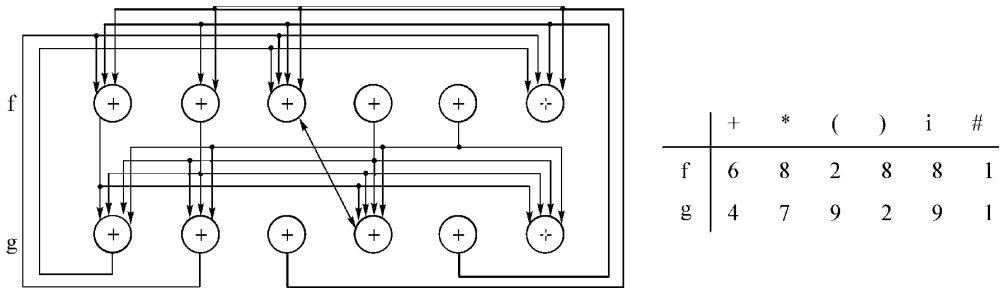 f
+ + + + + +
g
+ + + + + +
+ * ( ) i #
f 6 8 2 8 8 1
g 4 7 9 2 9 1